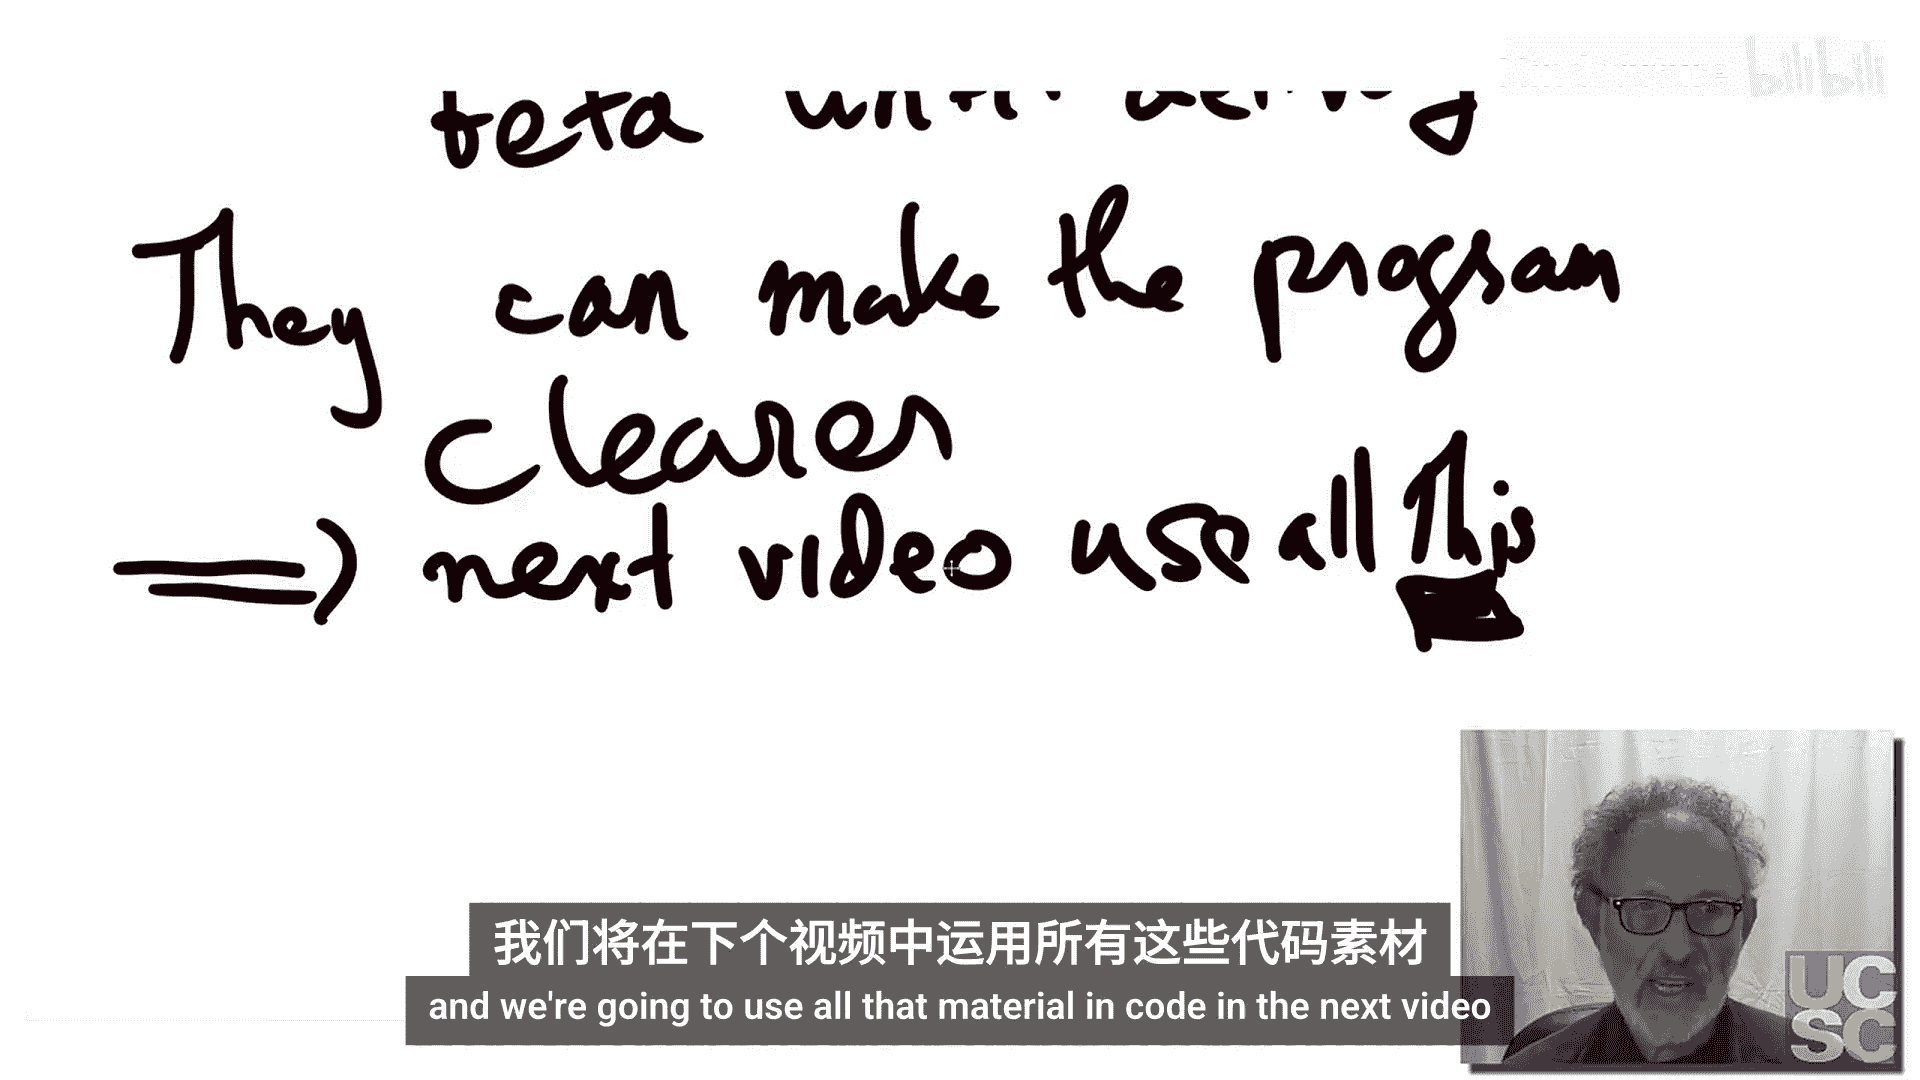 bilibili
They can make the program
clearer
next video use all This
我们将在下个视频中运用所有这些代码素材
and we're going to use all that material in code in the next video
UC
SC